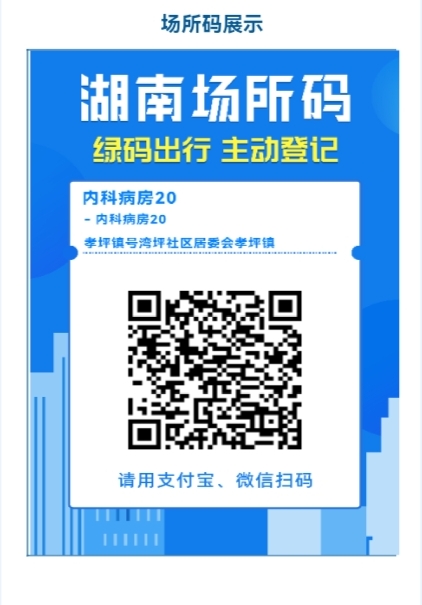 场所码展示
湖南场所码
绿码出行 主动登记
内科病房20
- 内科病房20
孝坪镇号湾坪社区居委会孝坪镇
请用支付宝、微信扫码